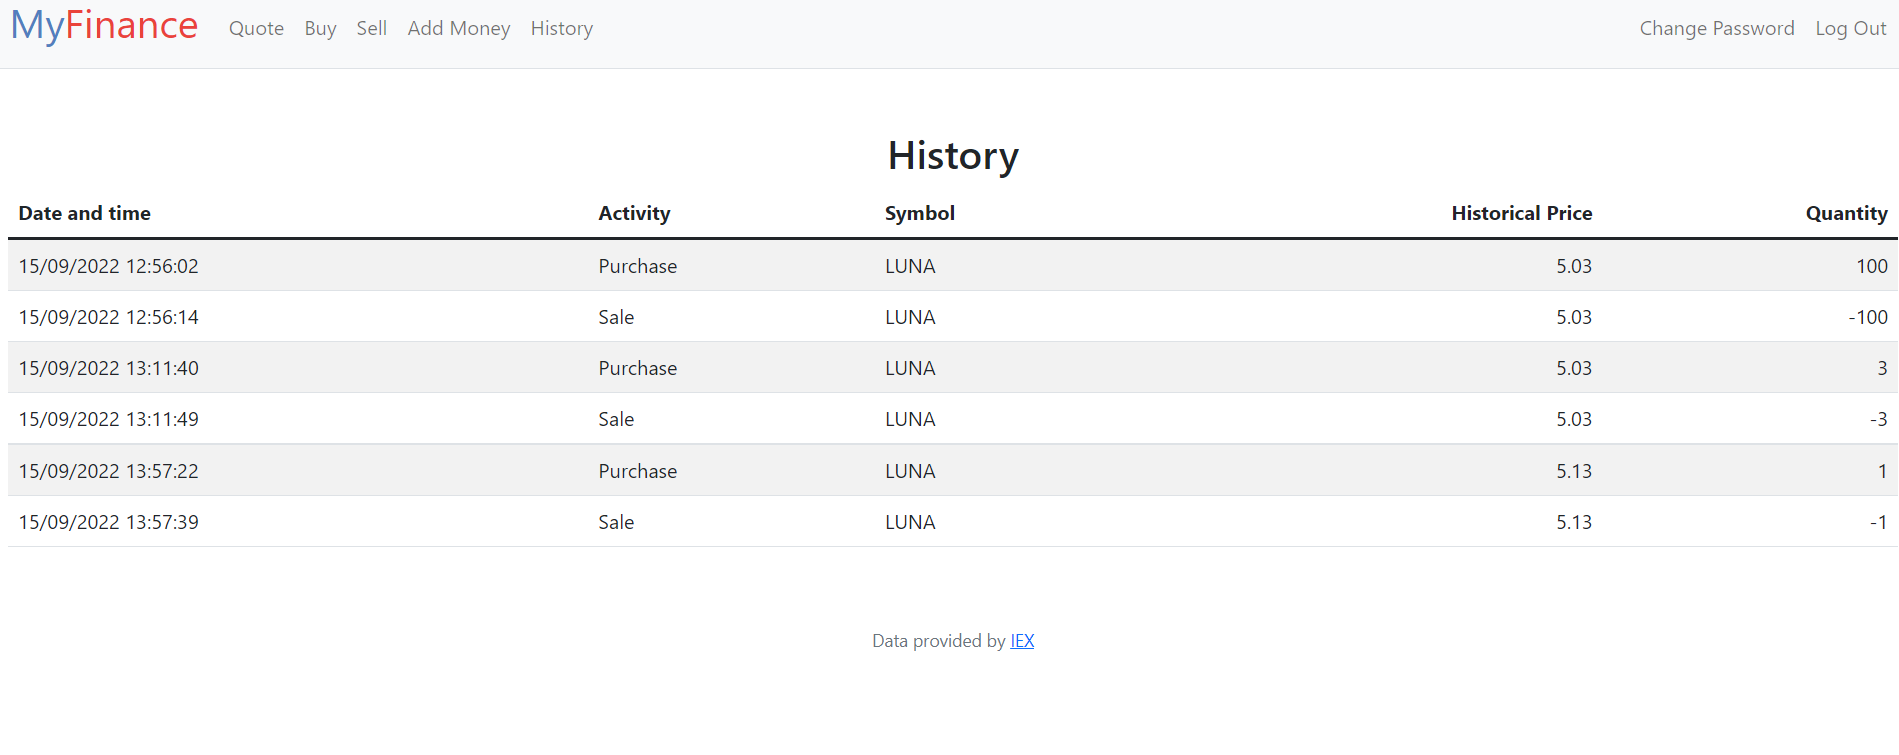 MyFinance Quote Buy Sell Add Money History Change Password Log Out
History
Date and time Activity Symbol Historical Price Quantity
15/09/2022 12:56:02 Purchase LUNA 5.03 100
15/09/2022 12:56:14 Sale LUNA 5.03 -100
15/09/2022 13:11:40 Purchase LUNA 5.03 3
15/09/2022 13:11:49 Sale LUNA 5.03 -3
15/09/2022 13:57:22 Purchase LUNA 5.13 1
15/09/2022 13:57:39 Sale LUNA 5.13 -1
Data provided by IEX